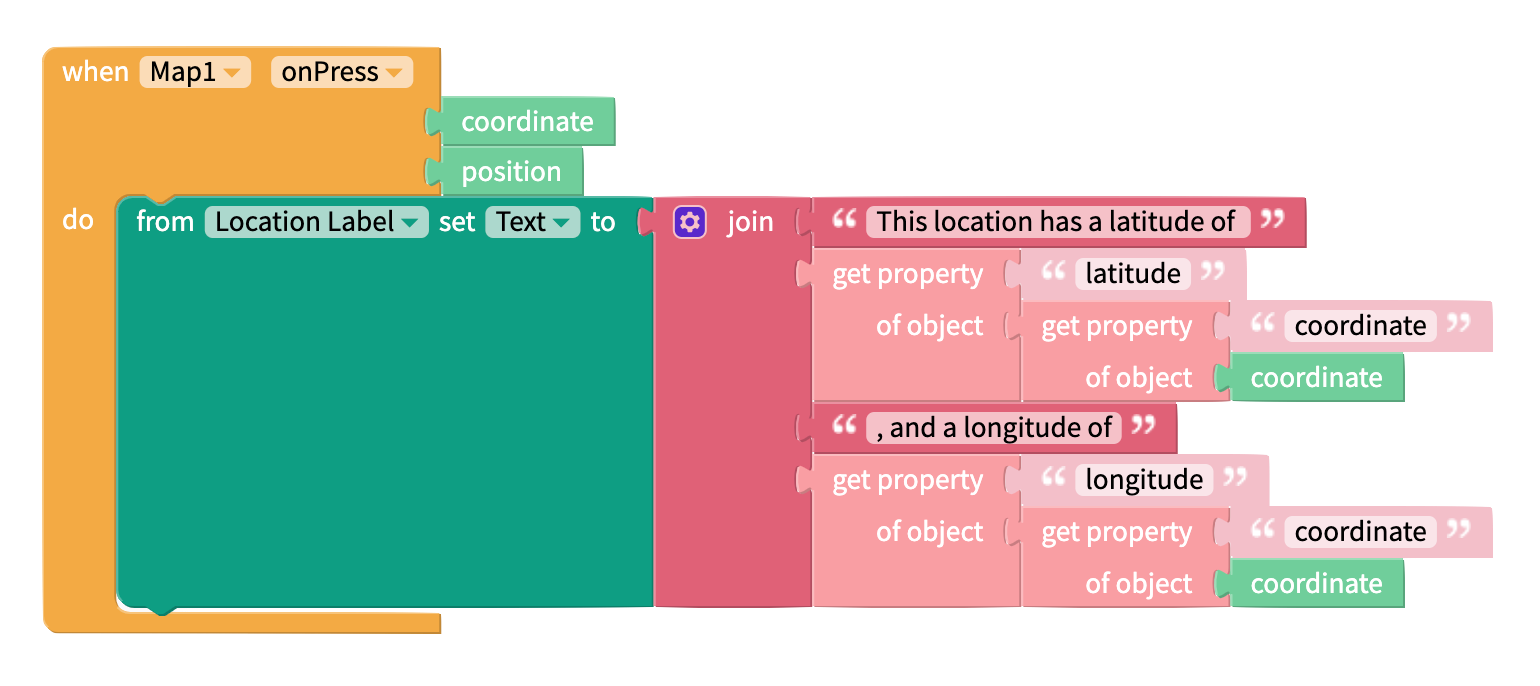 when Map1 onPress
coordinate
position
do from Location Label set Text to join “ This location has a latitude of ”
get property “ latitude ”
of object get property “ coordinate ”
of object coordinate
“ , and a longitude of ”
get property “ longitude ”
of object get property “ coordinate ”
of object coordinate